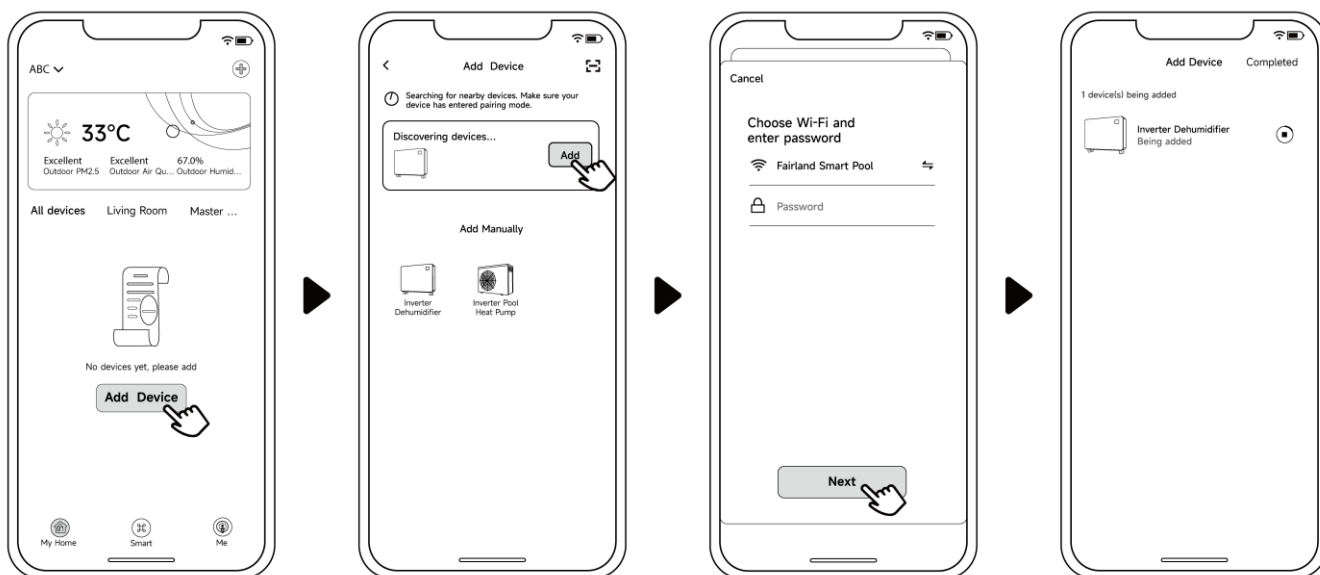 ABC
33°C
Excellent Excellent 67.0%
Outdoor PM2.5 Outdoor Air Qu... Outdoor Humid...
All devices Living Room Master ...
No devices yet, please add
Add Device
My Home Smart Me
Add Device
Searching for nearby devices. Make sure your
device has entered pairing mode.
Discovering devices...
Add
Add Manually
Inverter
Dehumidifier
Inverter Pool
Heat Pump
Cancel
Choose Wi-Fi and
enter password
Fairland Smart Pool
Password
Next
Add Device Completed
1 device(s) being added
Inverter Dehumidifier
Being added